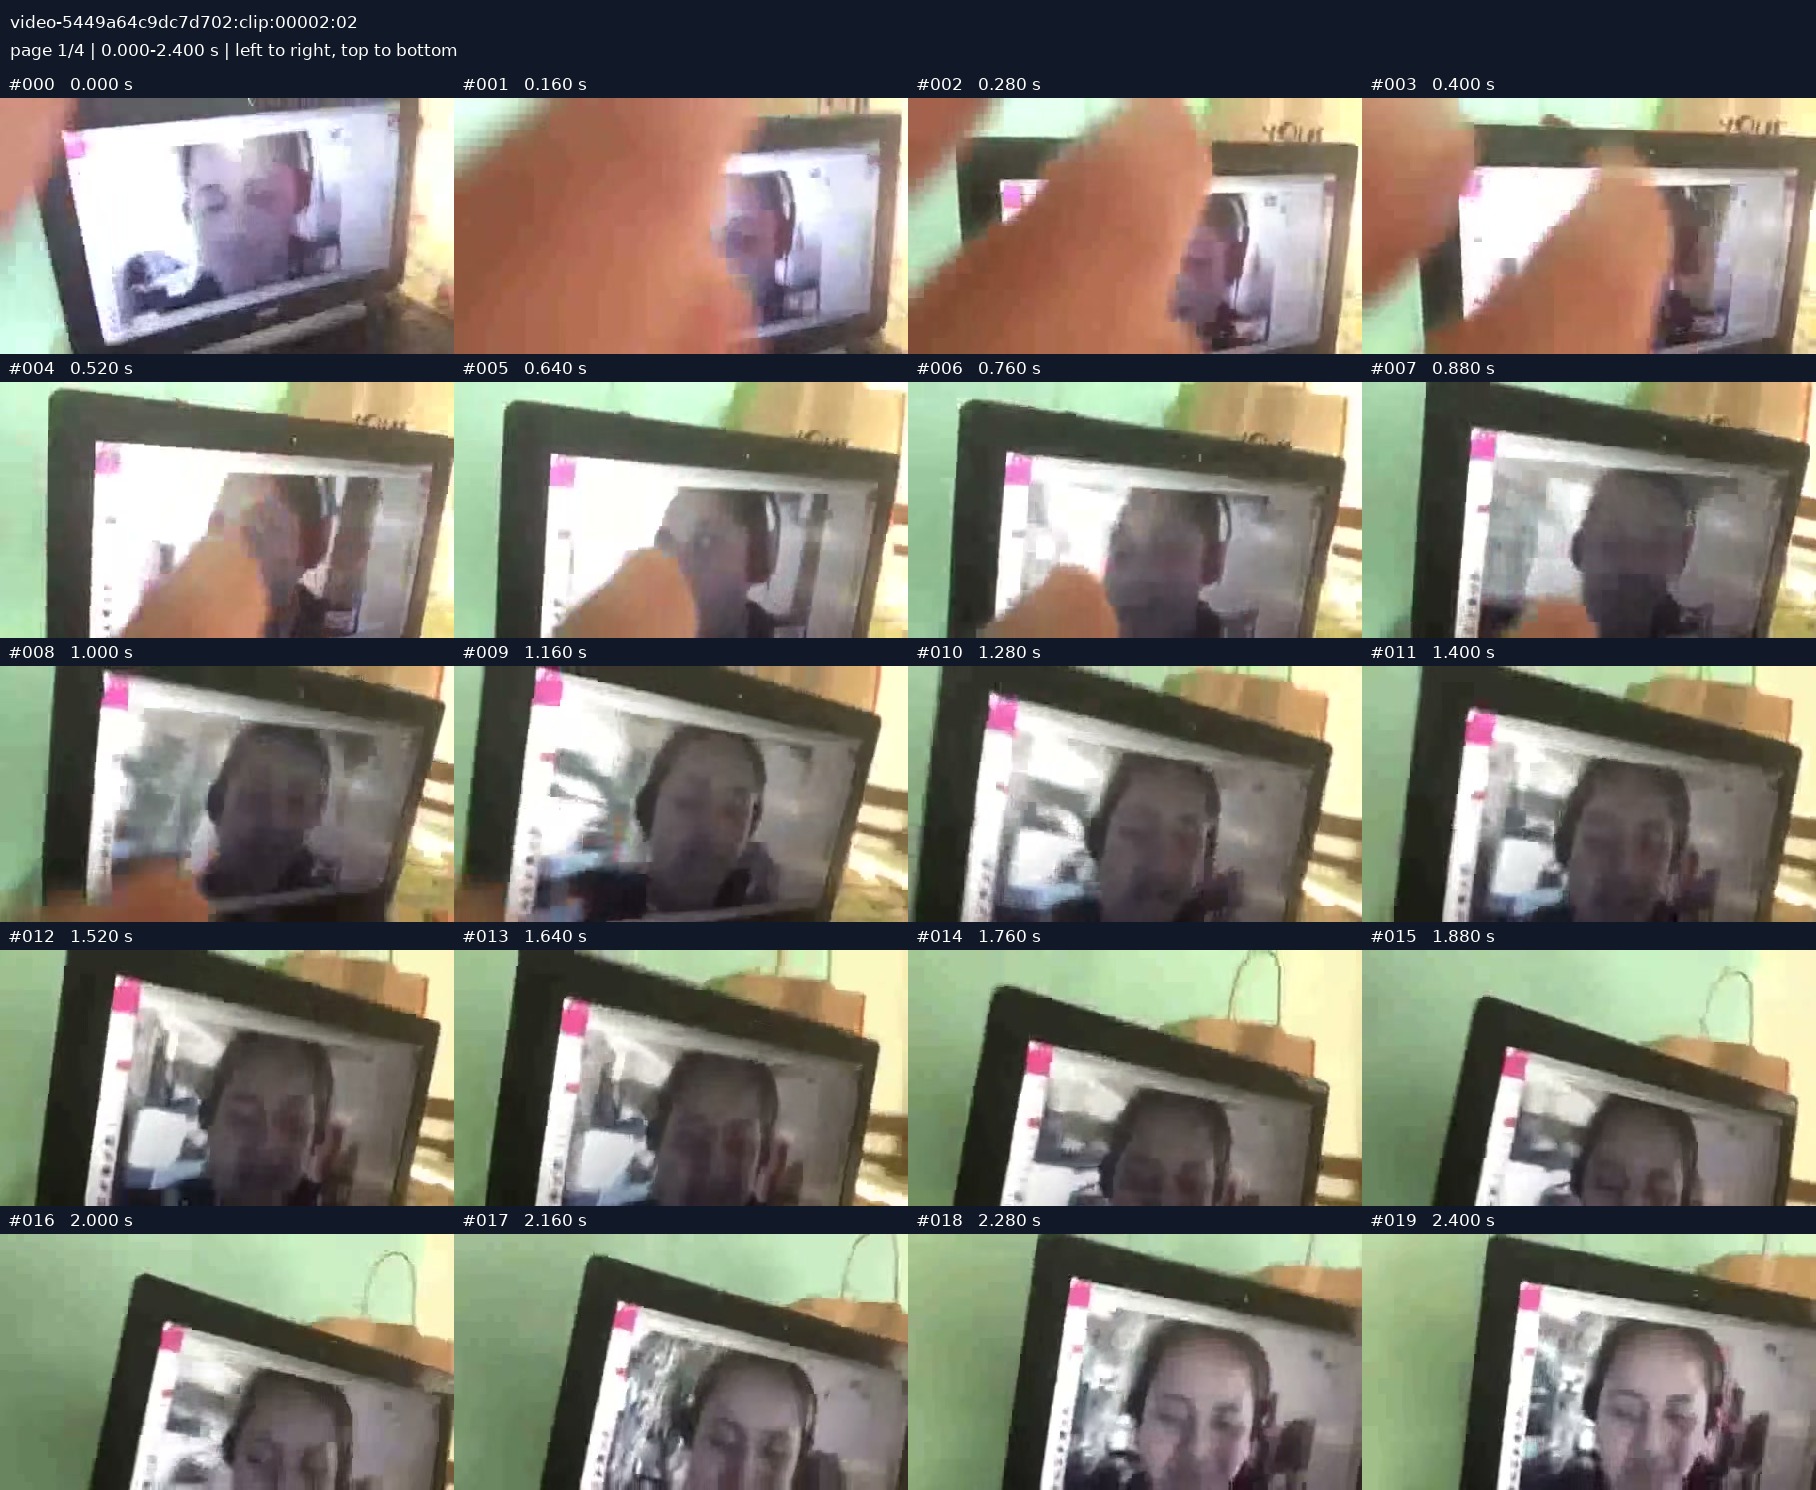 video-5449a64c9dc7d702:clip:00002:02
page 1/4 | 0.000-2.400 s | left to right, top to bottom
#000 0.000 s
#001 0.160 s
#002 0.280 s
#003 0.400 s
YOUR
YOUR
#004 0.520 s
#005 0.640 s
#006 0.760 s
#007 0.880 s
#008 1.000 s
#009 1.160 s
#010 1.280 s
#011 1.400 s
#012 1.520 s
#013 1.640 s
#014 1.760 s
#015 1.880 s
#016 2.000 s
#017 2.160 s
#018 2.280 s
#019 2.400 s